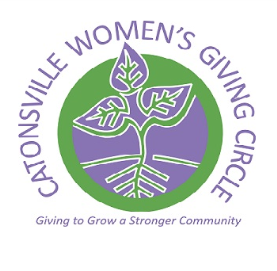 CATONSVILLE WOMEN'S GIVING CIRCLE
Giving to Grow a Stronger Community